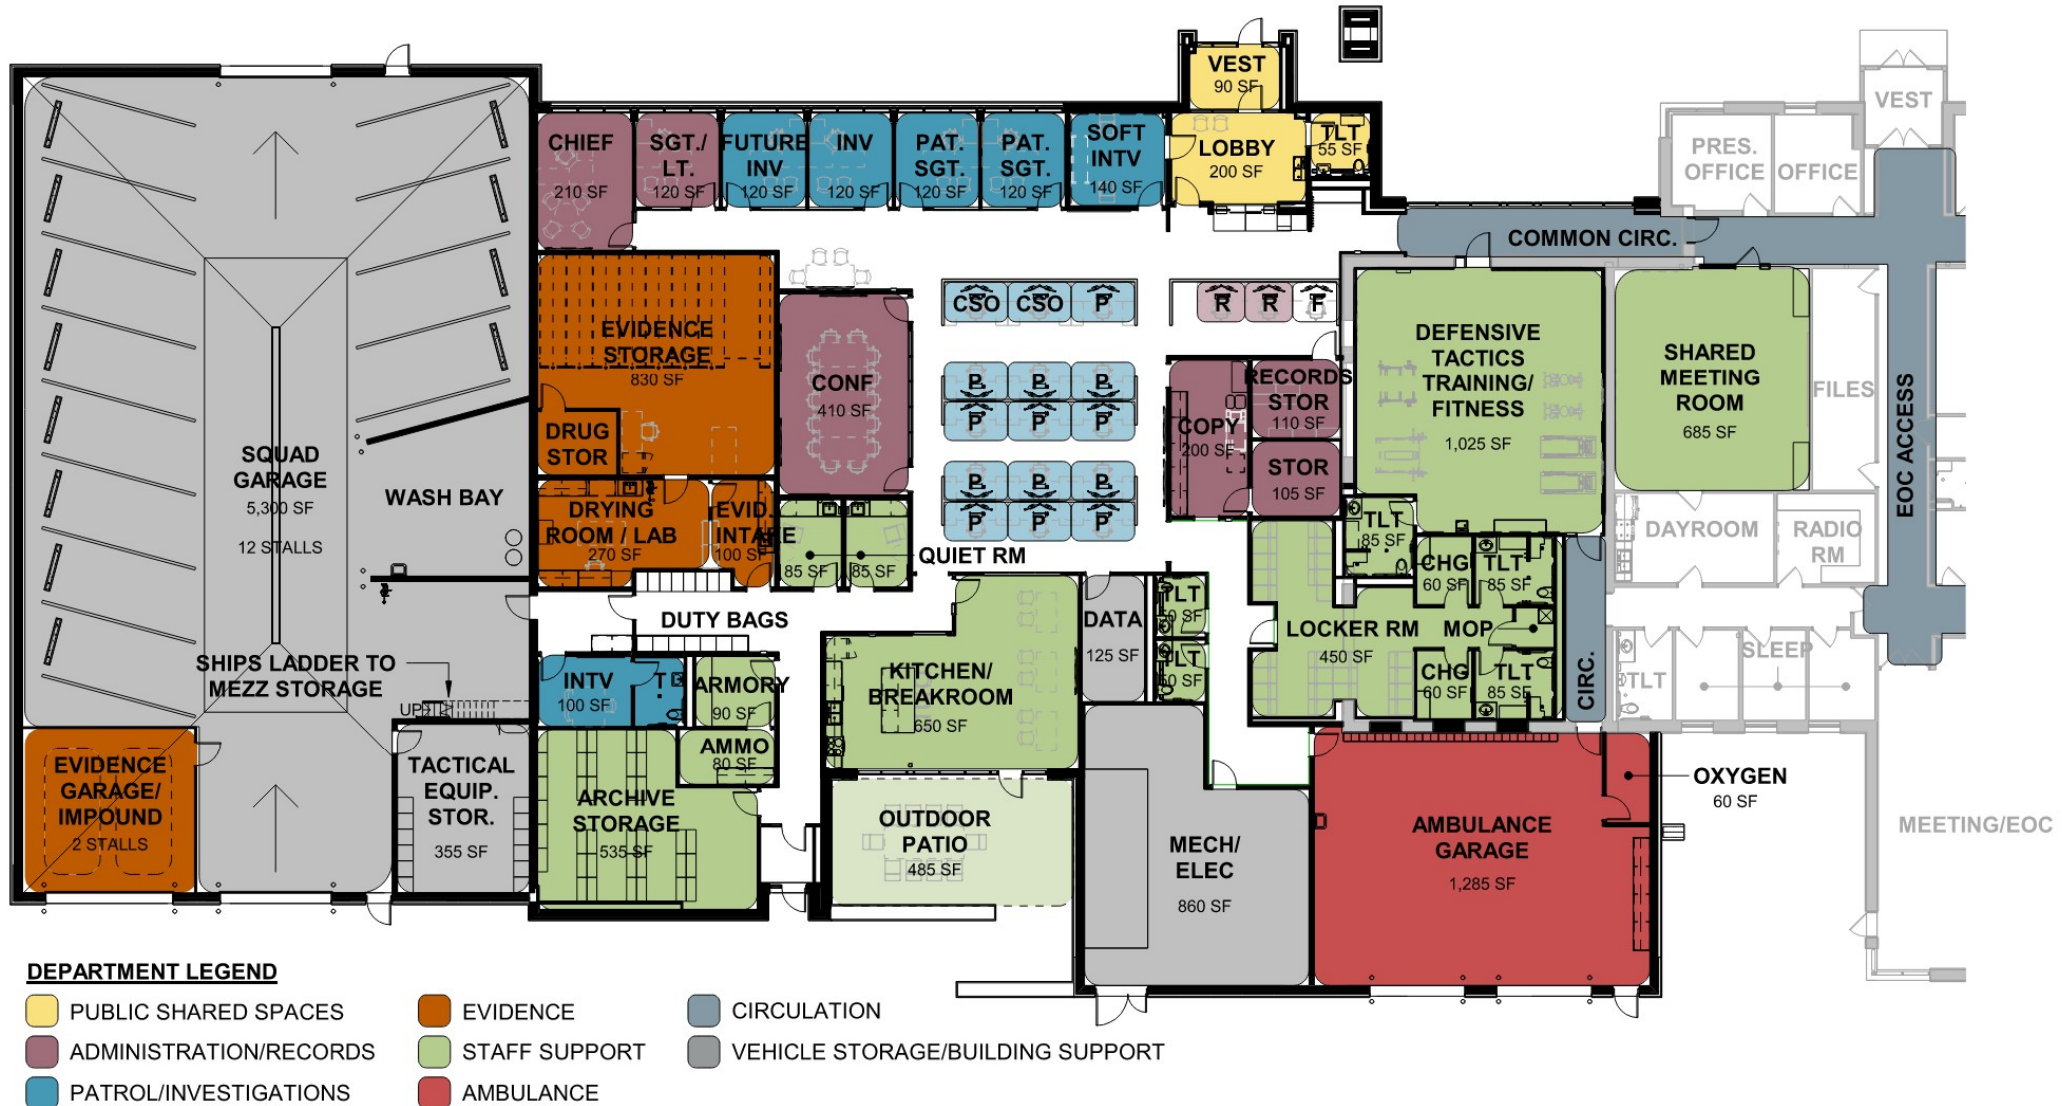 VEST
90 SF
CHIEF
210 SF
SGT./
LT.
120 SF
FUTURE
INV
120 SF
INV
120 SF
PAT.
SGT.
120 SF
PAT.
SGT.
120 SF
SOFT
INTV
140 SF
LOBBY
200 SF
TLT
55 SF
PRES.
OFFICE
OFFICE
VEST
COMMON CIRC.
EVIDENCE
STORAGE
830 SF
DRUG
STOR
CONF
410 SF
CSO
CSO
P
R
R
F
P
P
P
P
P
P
P
P
P
P
P
P
COPY
200 SF
RECORDS
STOR
110 SF
STOR
105 SF
DEFENSIVE
TACTICS
TRAINING/
FITNESS
1,025 SF
SHARED
MEETING
ROOM
685 SF
FILES
EOC ACCESS
SQUAD
GARAGE
5,300 SF
12 STALLS
WASH BAY
DRYING
ROOM / LAB
270 SF
EVID.
INTAKE
100 SF
85 SF
85 SF
QUIET RM
TLT
85 SF
CHG
60 SF
TLT
85 SF
DAYROOM
RADIO
RM
DUTY BAGS
DATA
125 SF
TLT
50 SF
TLT
50 SF
LOCKER RM
450 SF
MOP
CHG
60 SF
TLT
85 SF
CIRC.
TLT
SLEEP
SHIPS LADDER TO
MEZZ STORAGE
UP
INTV
100 SF
T
ARMORY
90 SF
AMMO
80 SF
KITCHEN/
BREAKROOM
650 SF
EVIDENCE
GARAGE/
IMPOUND
2 STALLS
TACTICAL
EQUIP.
STOR.
355 SF
ARCHIVE
STORAGE
535 SF
OUTDOOR
PATIO
485 SF
MECH/
ELEC
860 SF
AMBULANCE
GARAGE
1,285 SF
OXYGEN
60 SF
MEETING/EOC
DEPARTMENT LEGEND
PUBLIC SHARED SPACES
ADMINISTRATION/RECORDS
PATROL/INVESTIGATIONS
EVIDENCE
STAFF SUPPORT
AMBULANCE
CIRCULATION
VEHICLE STORAGE/BUILDING SUPPORT